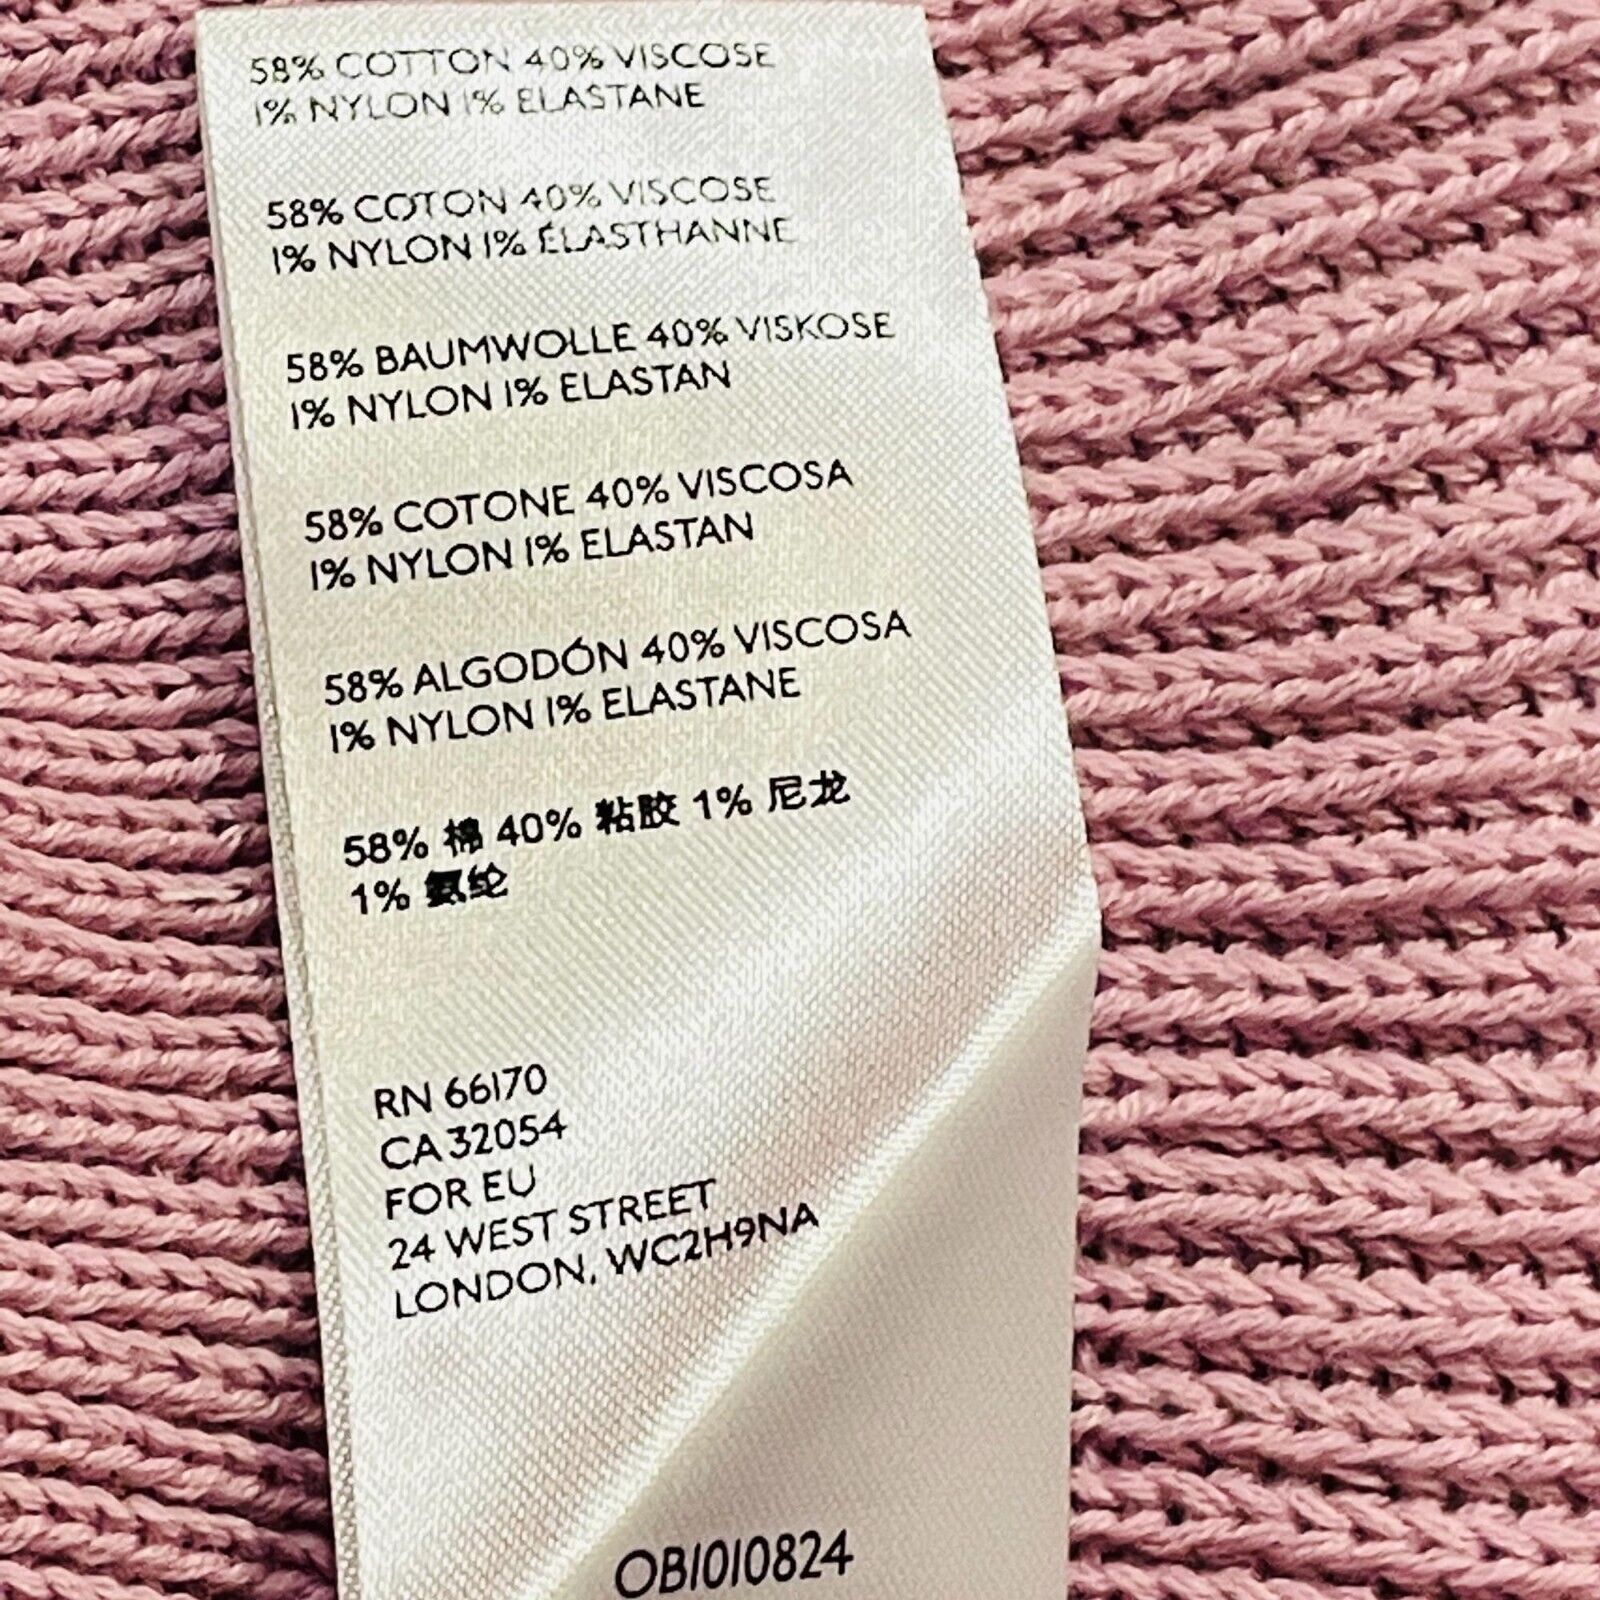 58% COTTON 40% VISCOSE
1% NYLON 1% ELASTANE
58% COTON 40% VISCOSE
1% NYLON 1% ÉLASTHANNE
58% BAUMWOLLE 40% VISKOSE
1% NYLON 1% ELASTAN
58% COTONE 40% VISCOSA
1% NYLON 1% ELASTAN
58% ALGODÓN 40% VISCOSA
1% NYLON 1% ELASTANE
58% 棉 40% 粘胶 1% 尼龙
1% 氨纶
RN 66170
CA 32054
FOR EU
24 WEST STREET
LONDON, WC2H9NA
OB1010824